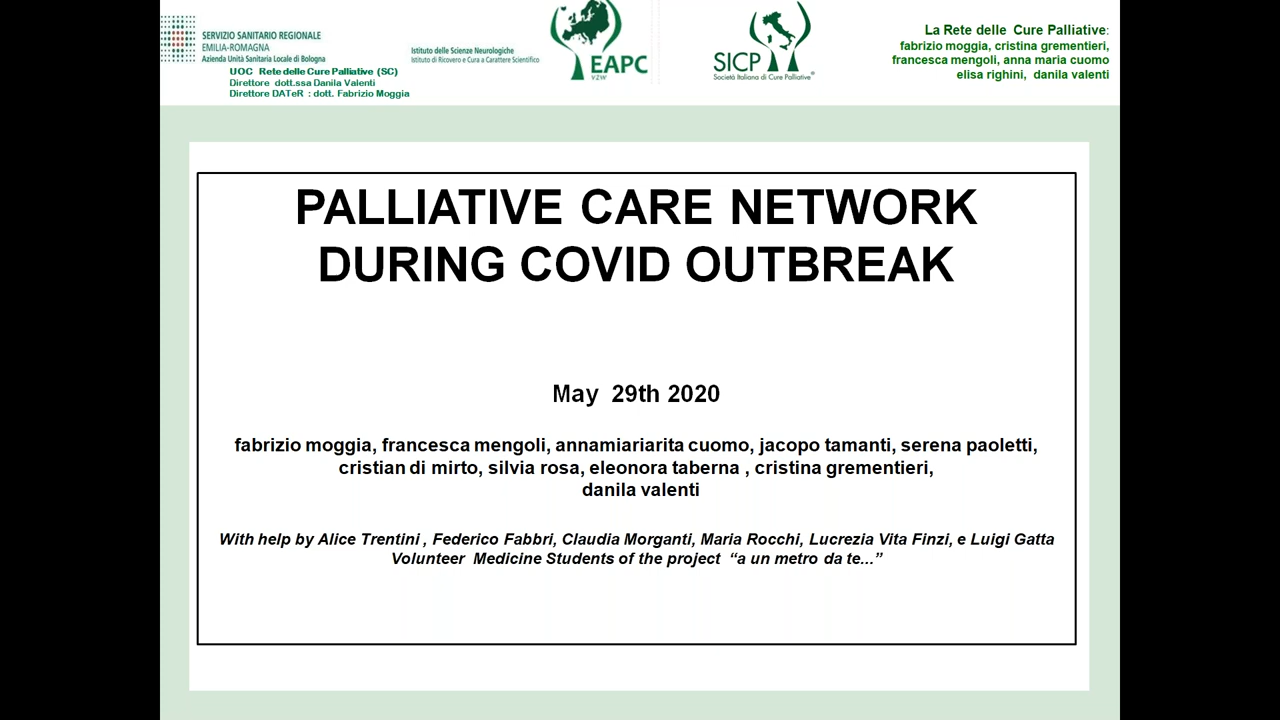 SERVIZIO SANITARIO REGIONALE
EMILIA-ROMAGNA
Azienda Unità Sanitaria Locale di Bologna
UOC Rete delle Cure Palliative (SC)
Direttore dott.ssa Danila Valenti
Direttore DATeR : dott. Fabrizio Moggia
Istituto delle Scienze Neurologiche
Istituto di Ricovero e Cura a Carattere Scientifico
EAPC
VZW
SICP
Società Italiana di Cure Palliative
La Rete delle Cure Palliative:
fabrizio moggia, cristina grementieri,
francesca mengoli, anna maria cuomo
elisa righini, danila valenti
PALLIATIVE CARE NETWORK
DURING COVID OUTBREAK
May 29th 2020
fabrizio moggia, francesca mengoli, annamiariarita cuomo, jacopo tamanti, serena paoletti,
cristian di mirto, silvia rosa, eleonora taberna , cristina grementieri,
danila valenti
With help by Alice Trentini , Federico Fabbri, Claudia Morganti, Maria Rocchi, Lucrezia Vita Finzi, e Luigi Gatta
Volunteer Medicine Students of the project “a un metro da te...”